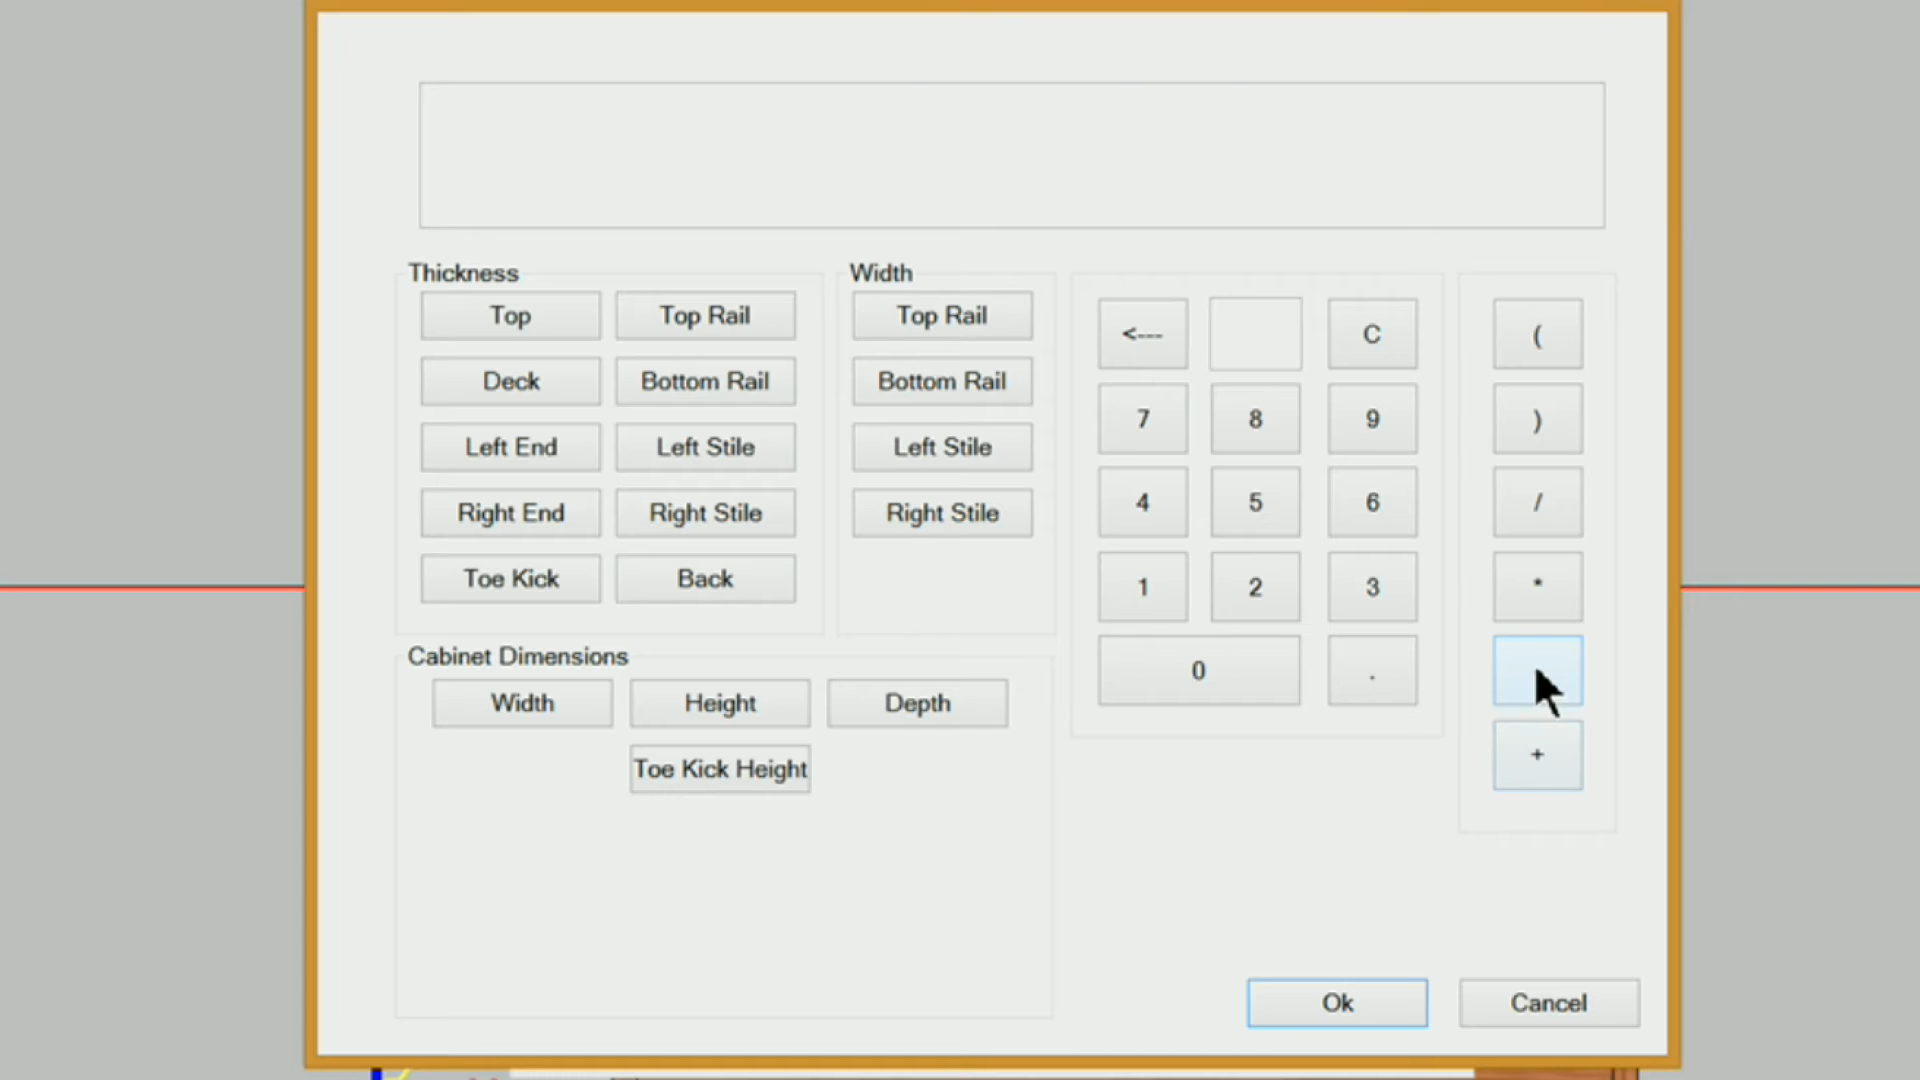 Thickness
Top
Top Rail
Deck
Bottom Rail
Left End
Left Stile
Right End
Right Stile
Toe Kick
Back
Width
Top Rail
Bottom Rail
Left Stile
Right Stile
<---
C
7 8 9
4 5 6
1 2 3
0 .
(
)
/
*
+
Cabinet Dimensions
Width Height Depth
Toe Kick Height
Ok Cancel